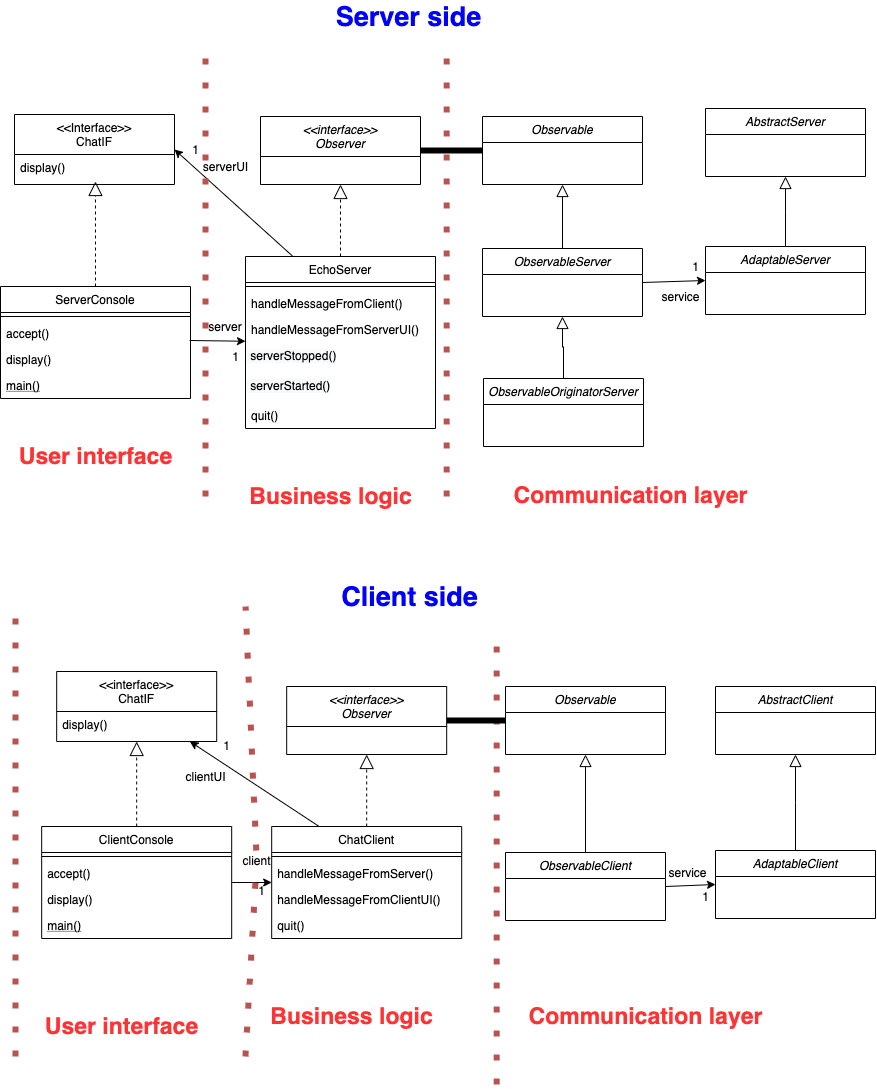 Server side
<<Interface>>
ChatIF
display()
1
serverUI
<<interface>>
Observer
Observable
AbstractServer
ServerConsole
accept()
display()
main()
server
1
EchoServer
handleMessageFromClient()
handleMessageFromServerUI()
serverStopped()
serverStarted()
quit()
ObservableServer
1
service
AdaptableServer
ObservableOriginatorServer
User interface
Business logic
Communication layer
Client side
<<interface>>
ChatIF
display()
1
clientUI
<<interface>>
Observer
Observable
AbstractClient
ClientConsole
accept()
display()
main()
client
1
ChatClient
handleMessageFromServer()
handleMessageFromClientUI()
quit()
ObservableClient
service
1
AdaptableClient
User interface
Business logic
Communication layer